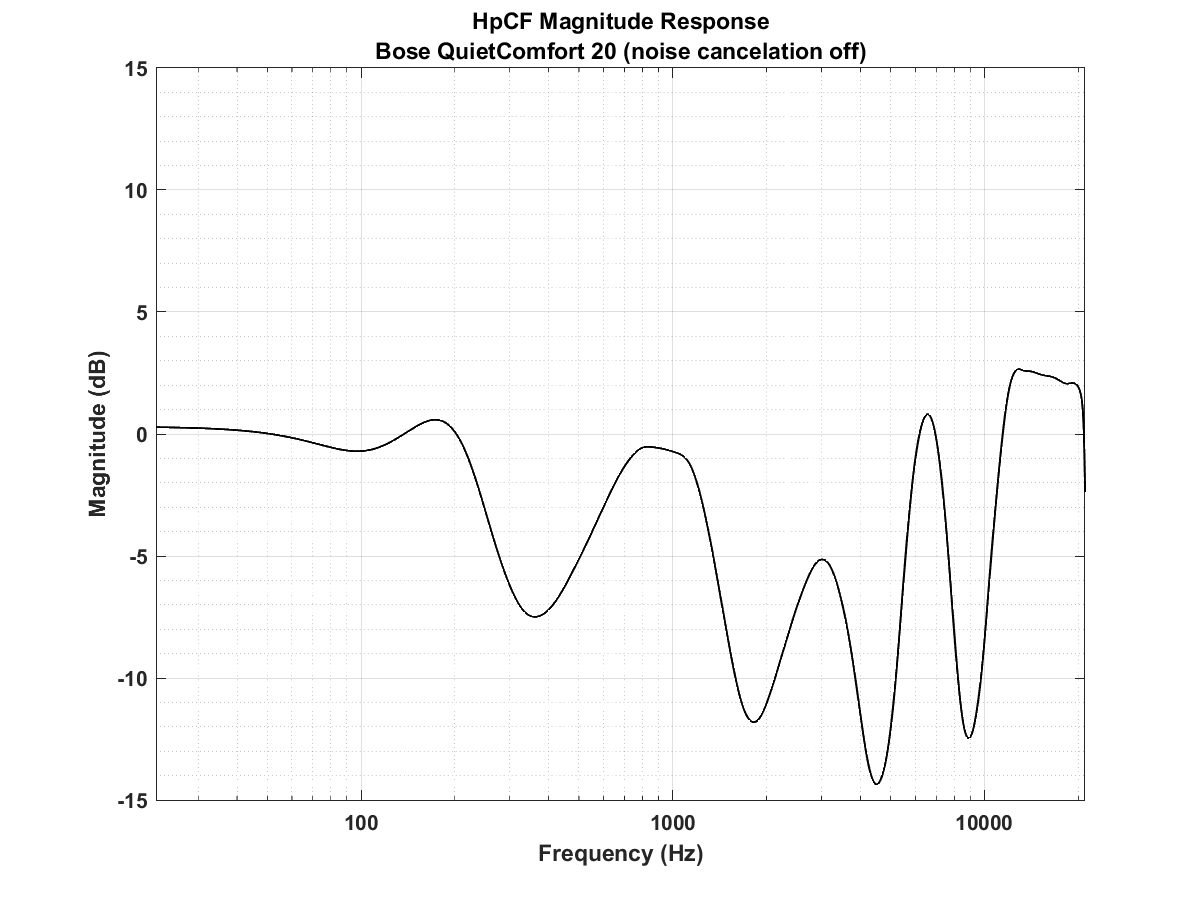 HpCF Magnitude Response
Bose QuietComfort 20 (noise cancelation off)
15
10
5
0
-5
-10
-15
Magnitude (dB)
100
1000
10000
Frequency (Hz)